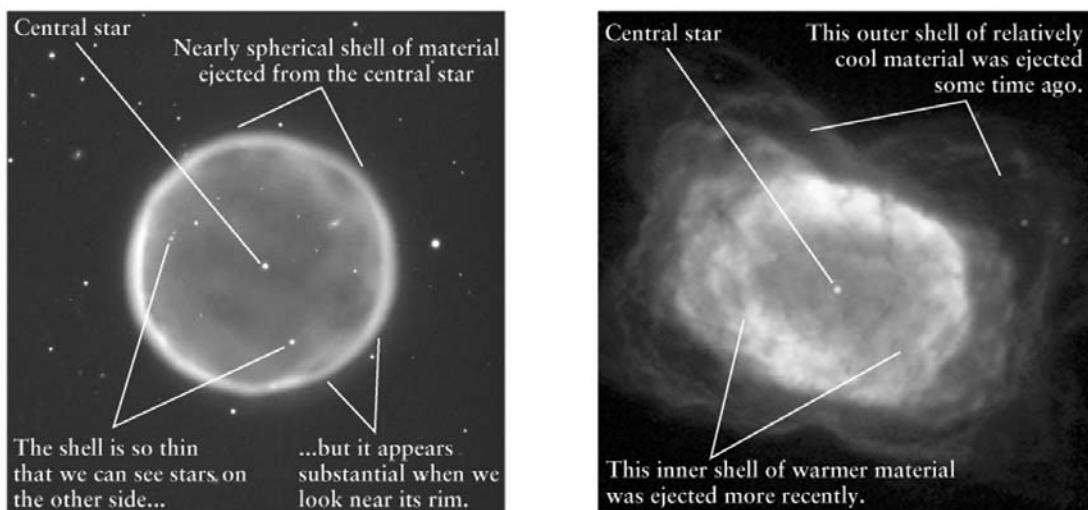 Central star
Nearly spherical shell of material
ejected from the central star
The shell is so thin
that we can see stars on
the other side...
...but it appears
substantial when we
look near its rim.
Central star
This outer shell of relatively
cool material was ejected
some time ago.
This inner shell of warmer material
was ejected more recently.